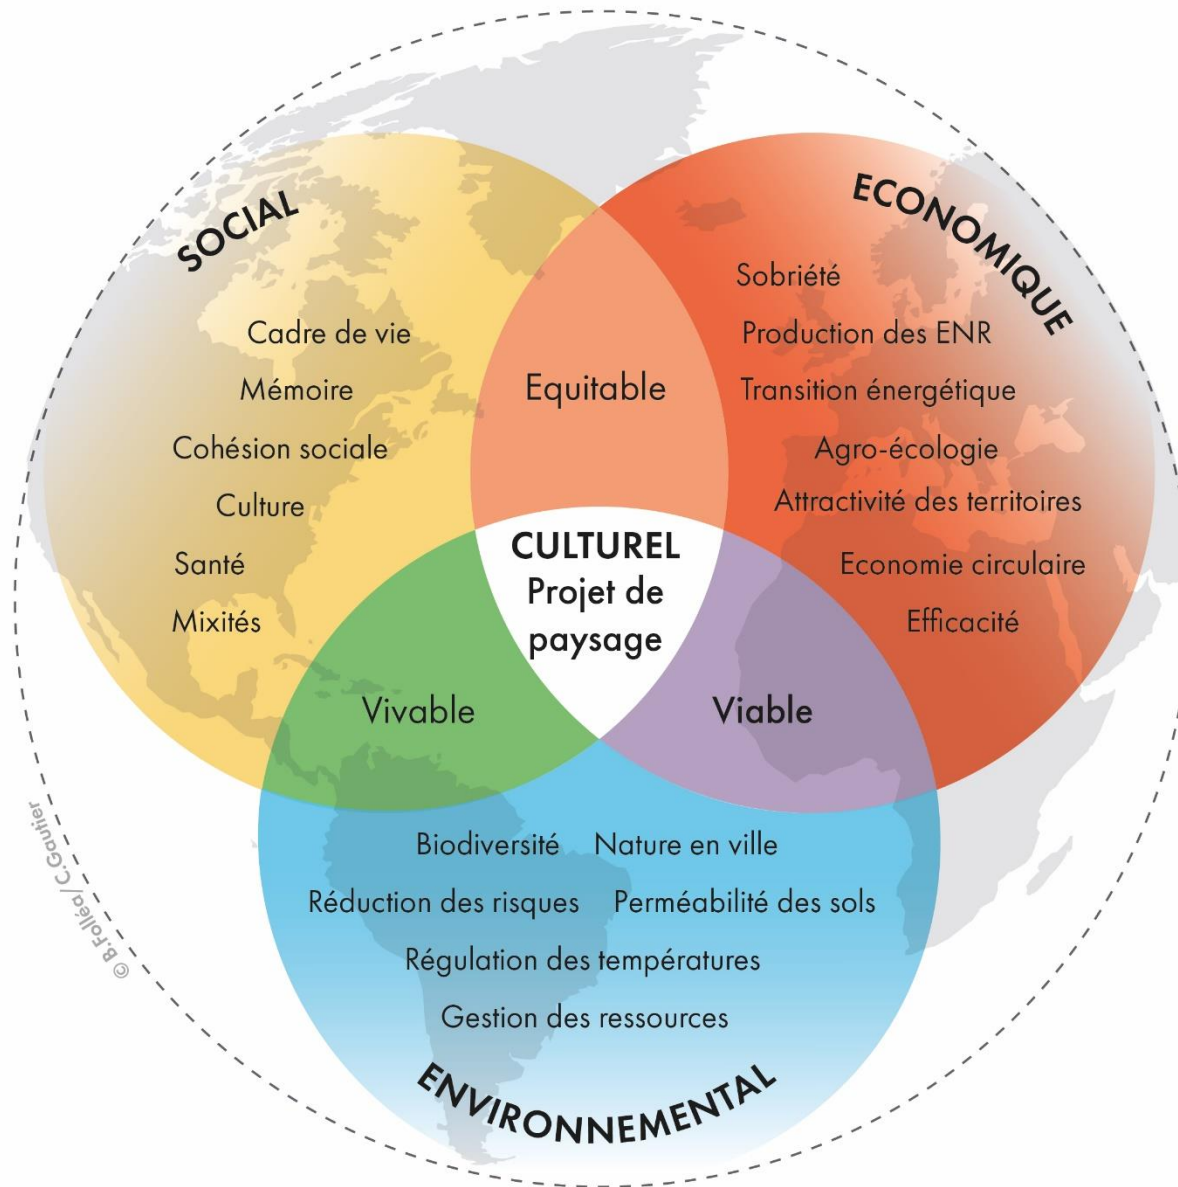 SOCIAL
Cadre de vie
Mémoire
Cohésion sociale
Culture
Santé
Mixités
ECONOMIQUE
Sobriété
Production des ENR
Transition énergétique
Agro-écologie
Attractivité des territoires
Economie circulaire
Efficacité
Equitable
CULTUREL
Projet de
paysage
Vivable
Viable
Biodiversité Nature en ville
Réduction des risques Perméabilité des sols
Régulation des températures
Gestion des ressources
ENVIRONNEMENTAL
© B.Folléa/C.Gautier